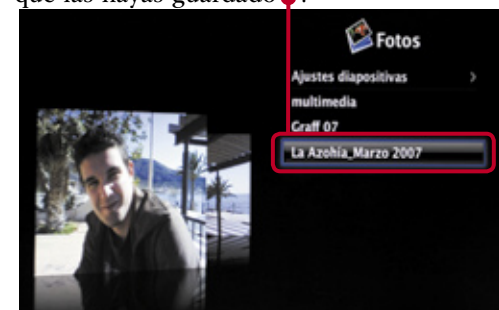 que las hayas guardado .
Fotos
Ajustes diapositivas >
multimedia
Graff 07
La Azohía_Marzo 2007